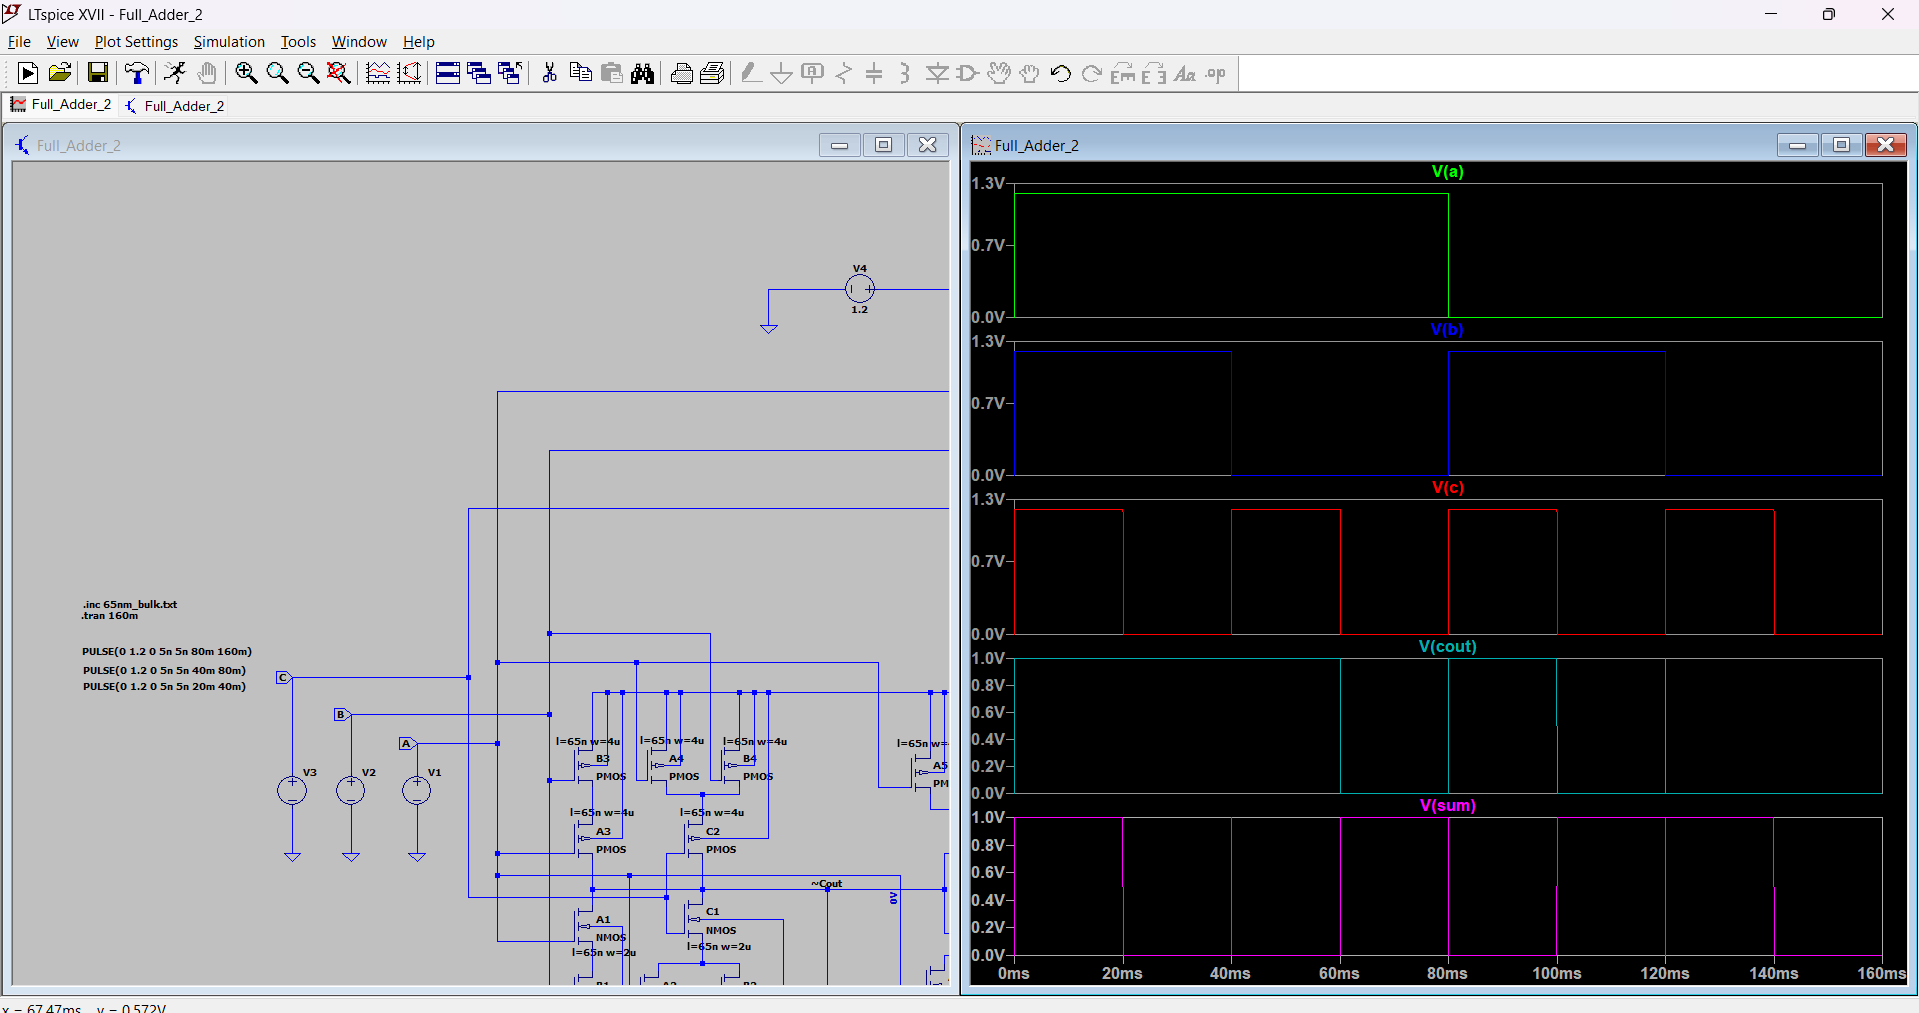 LTspice XVII - Full_Adder_2
File View Plot Settings Simulation Tools Window Help
Full_Adder_2 Full_Adder_2
Full_Adder_2
V4
1.2
.inc 65nm_bulk.txt
.tran 160m
PULSE(0 1.2 0 5n 5n 80m 160m)
PULSE(0 1.2 0 5n 5n 40m 80m)
PULSE(0 1.2 0 5n 5n 20m 40m)
C
B
A
V3 V2 V1
l=65n w=4u l=65n w=4u l=65n w=4u l=65n w=
B3 A4 B4 A5
PMOS PMOS PMOS PM
l=65n w=4u l=65n w=4u
A3 C2
PMOS PMOS
~Cout
0V
A1 C1
NMOS NMOS
l=65n w=2u l=65n w=2u
Full_Adder_2
V(a)
1.3V
0.7V
0.0V
V(b)
1.3V
0.7V
0.0V
V(c)
1.3V
0.7V
0.0V
V(cout)
1.0V
0.8V
0.6V
0.4V
0.2V
0.0V
V(sum)
1.0V
0.8V
0.6V
0.4V
0.2V
0.0V
0ms 20ms 40ms 60ms 80ms 100ms 120ms 140ms 160ms
x = 67.47ms y = 0.572V